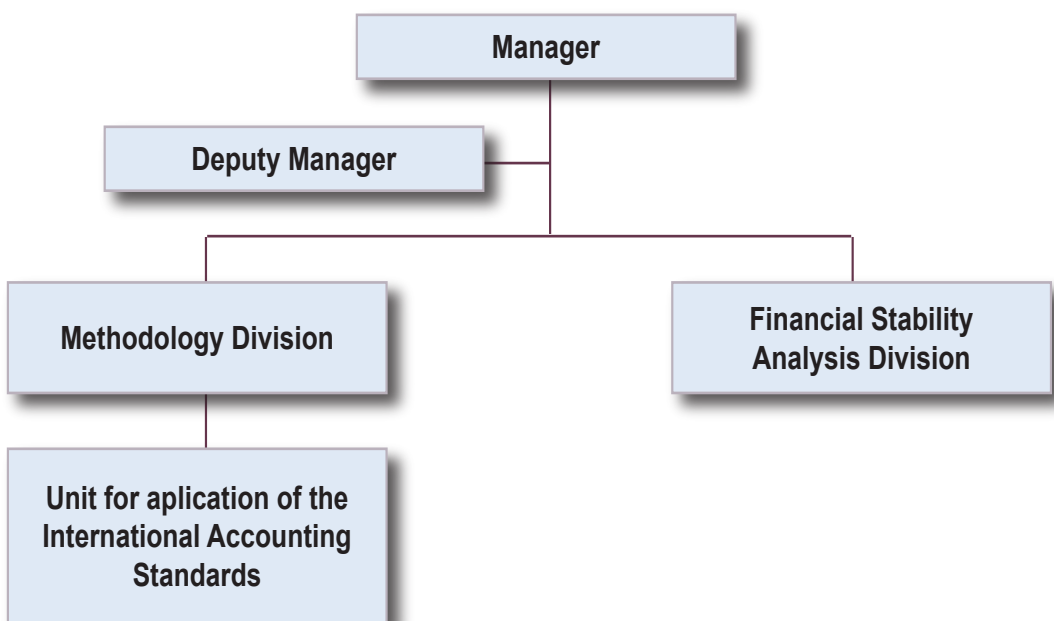 Manager
Deputy Manager
Methodology Division
Financial Stability
Analysis Division
Unit for aplication of the
International Accounting
Standards